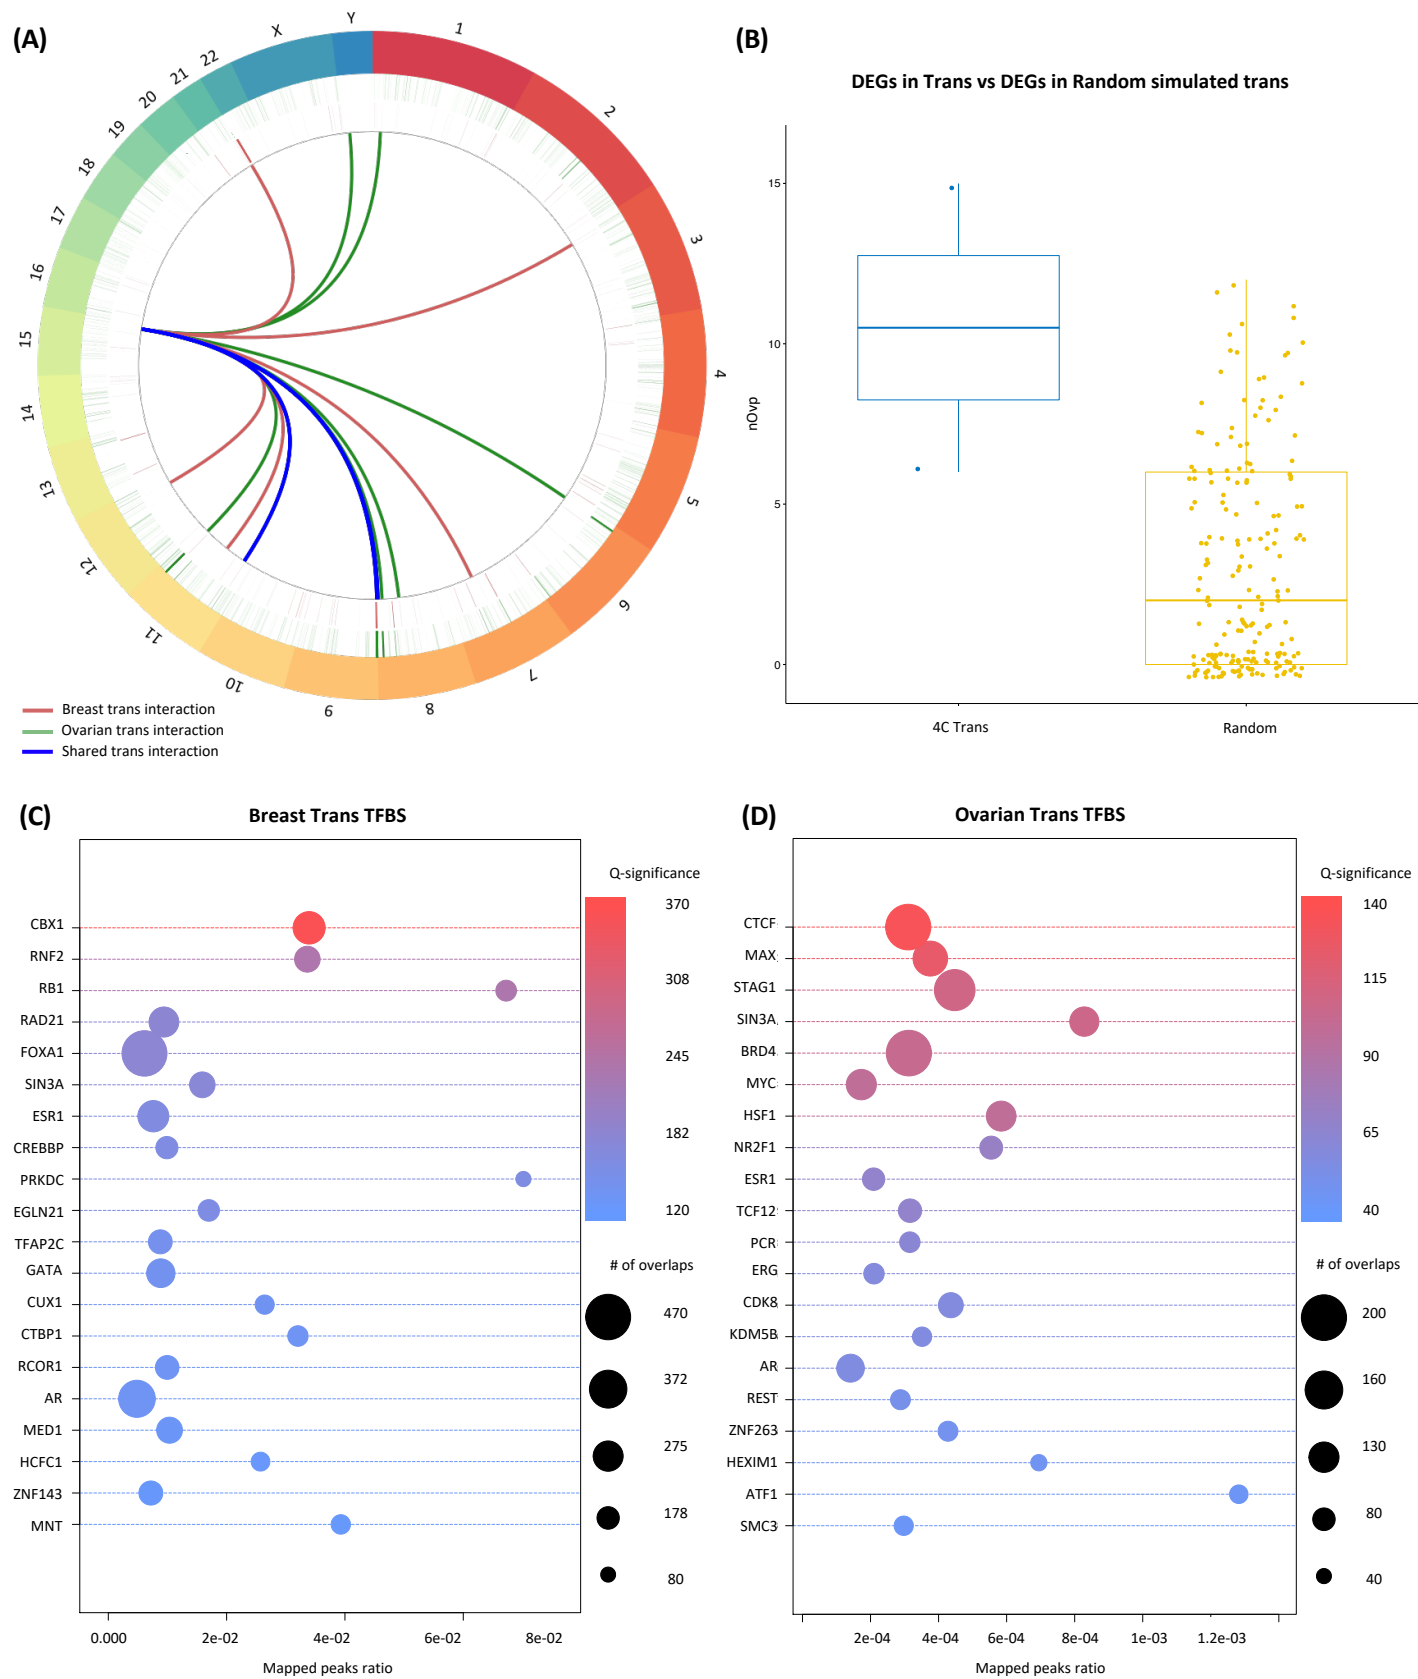 (A)
1
2
3
4
5
6
7
8
9
10
11
12
13
14
15
16
17
18
19
20
21
22
X
Y
Breast trans interaction
Ovarian trans interaction
Shared trans interaction
(B)
DEGs in Trans vs DEGs in Random simulated trans
nOvp
15
10
5
0
4C Trans
Random
(C)
Breast Trans TFBS
CBX1
RNF2
RB1
RAD21
FOXA1
SIN3A
ESR1
CREBBP
PRKDC
EGLN21
TFAP2C
GATA
CUX1
CTBP1
RCOR1
AR
MED1
HCFC1
ZNF143
MNT
0.000 2e-02 4e-02 6e-02 8e-02
Mapped peaks ratio
Q-significance
370
308
245
182
120
# of overlaps
470
372
275
178
80
(D)
Ovarian Trans TFBS
CTCF
MAX
STAG1
SIN3A
BRD4
MYC
HSF1
NR2F1
ESR1
TCF12
PCR
ERG
CDK8
KDM5B
AR
REST
ZNF263
HEXIM1
ATF1
SMC3
2e-04 4e-04 6e-04 8e-04 1e-03 1.2e-03
Mapped peaks ratio
Q-significance
140
115
90
65
40
# of overlaps
200
160
130
80
40